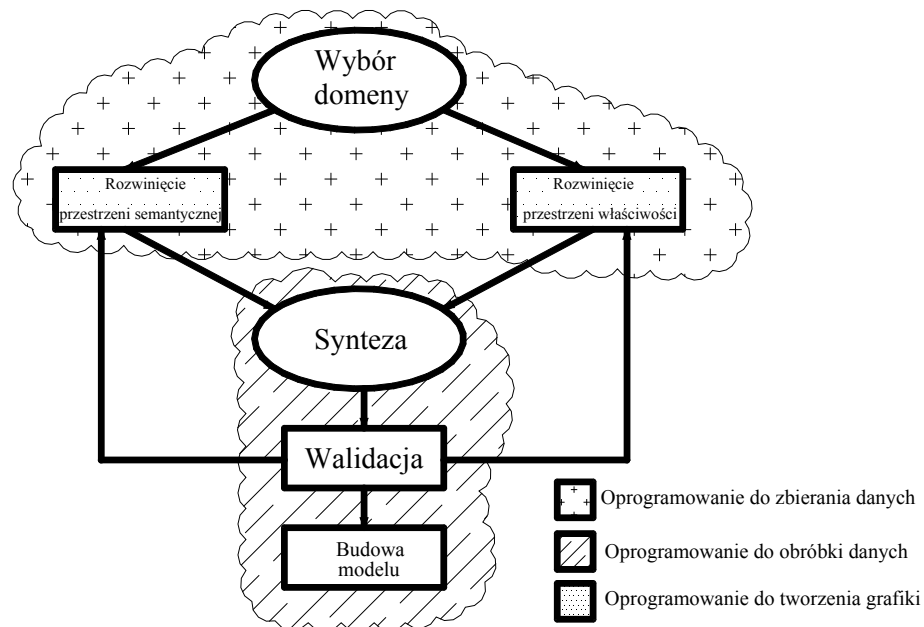 Wybór
domeny
Rozwinięcie
przestrzeni semantycznej
Rozwinięcie
przestrzeni właściwości
Synteza
Walidacja
Budowa
modelu
Oprogramowanie do zbierania danych
Oprogramowanie do obróbki danych
Oprogramowanie do tworzenia grafiki